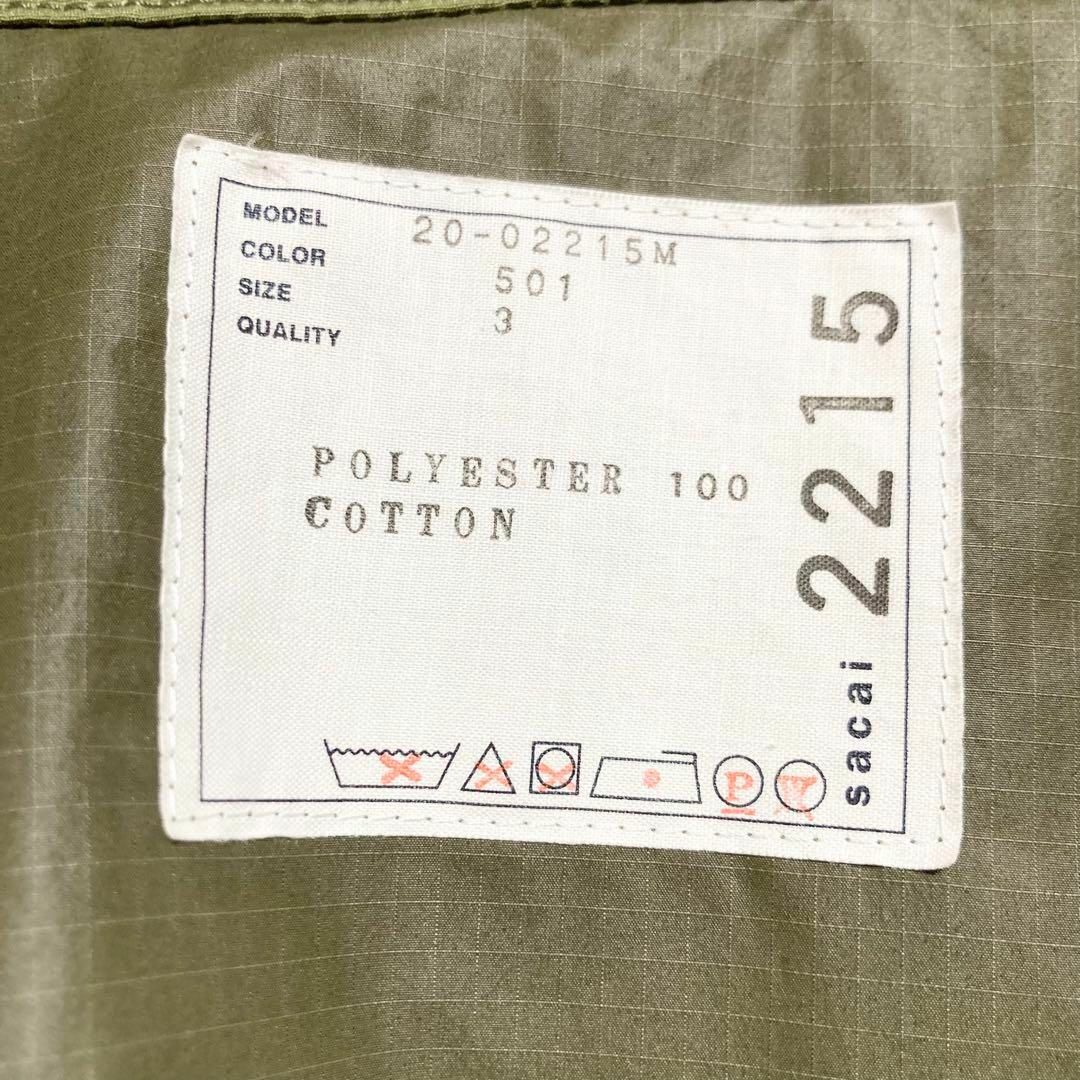 MODEL 20-02215M
COLOR 501
SIZE 3
QUALITY
POLYESTER 100
COTTON
P
sacai 2215